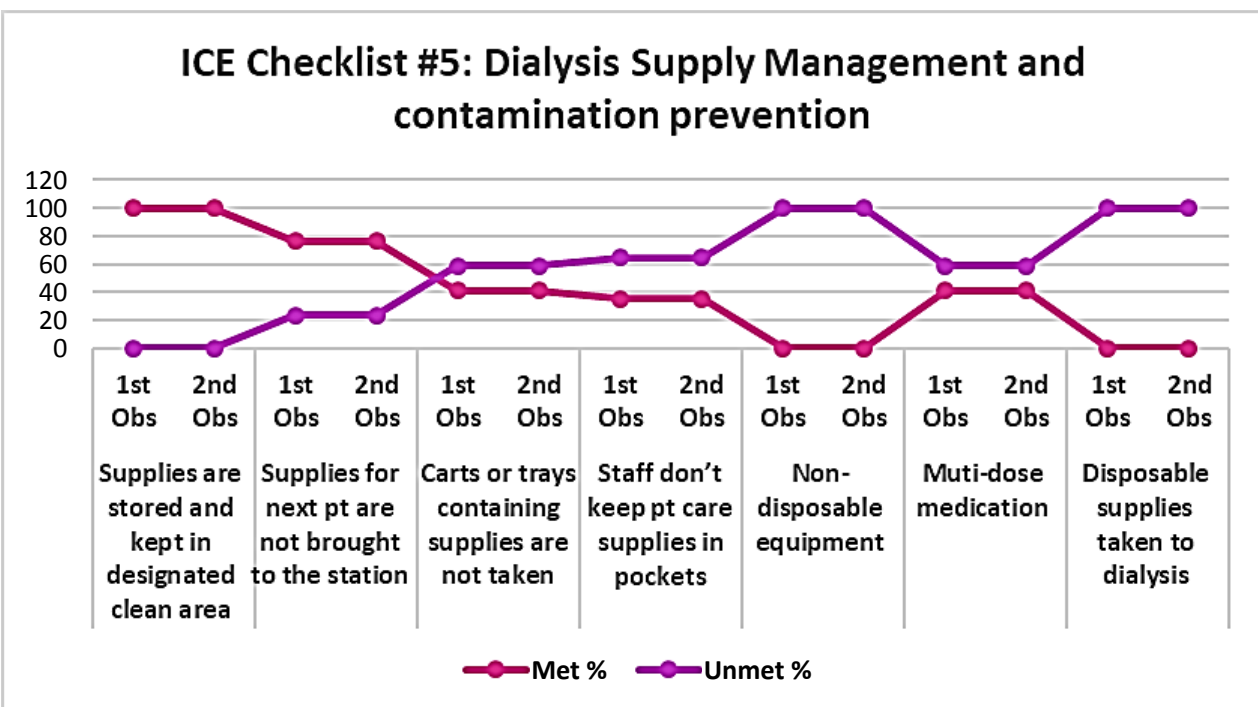 ICE Checklist #5: Dialysis Supply Management and
contamination prevention
120
100
80
60
40
20
0
1st
Obs
2nd
Obs
1st
Obs
2nd
Obs
1st
Obs
2nd
Obs
1st
Obs
2nd
Obs
1st
Obs
2nd
Obs
1st
Obs
2nd
Obs
1st
Obs
2nd
Obs
Supplies are
stored and
kept in
designated
clean area
Supplies for
next pt are
not brought
to the station
Carts or trays
containing
supplies are
not taken
Staff don’t
keep pt care
supplies in
pockets
Non-
disposable
equipment
Muti-dose
medication
Disposable
supplies
taken to
dialysis
Met %
Unmet %